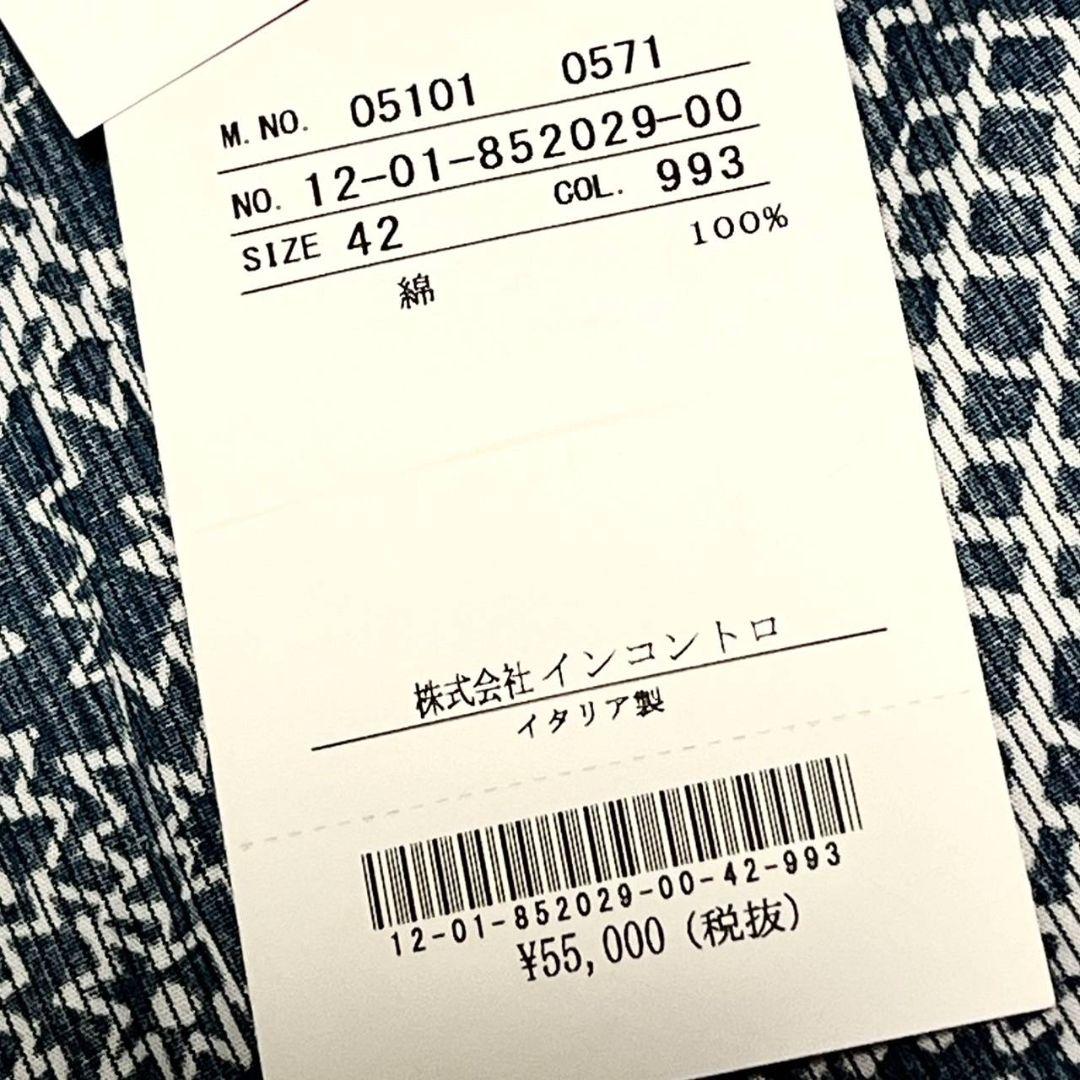 M. NO. 05101 0571
NO. 12-01-852029-00
SIZE 42 COL. 993
綿 100%
株式会社インコントロ
イタリア製
12-01-852029-00-42-993
¥55,000（税抜）